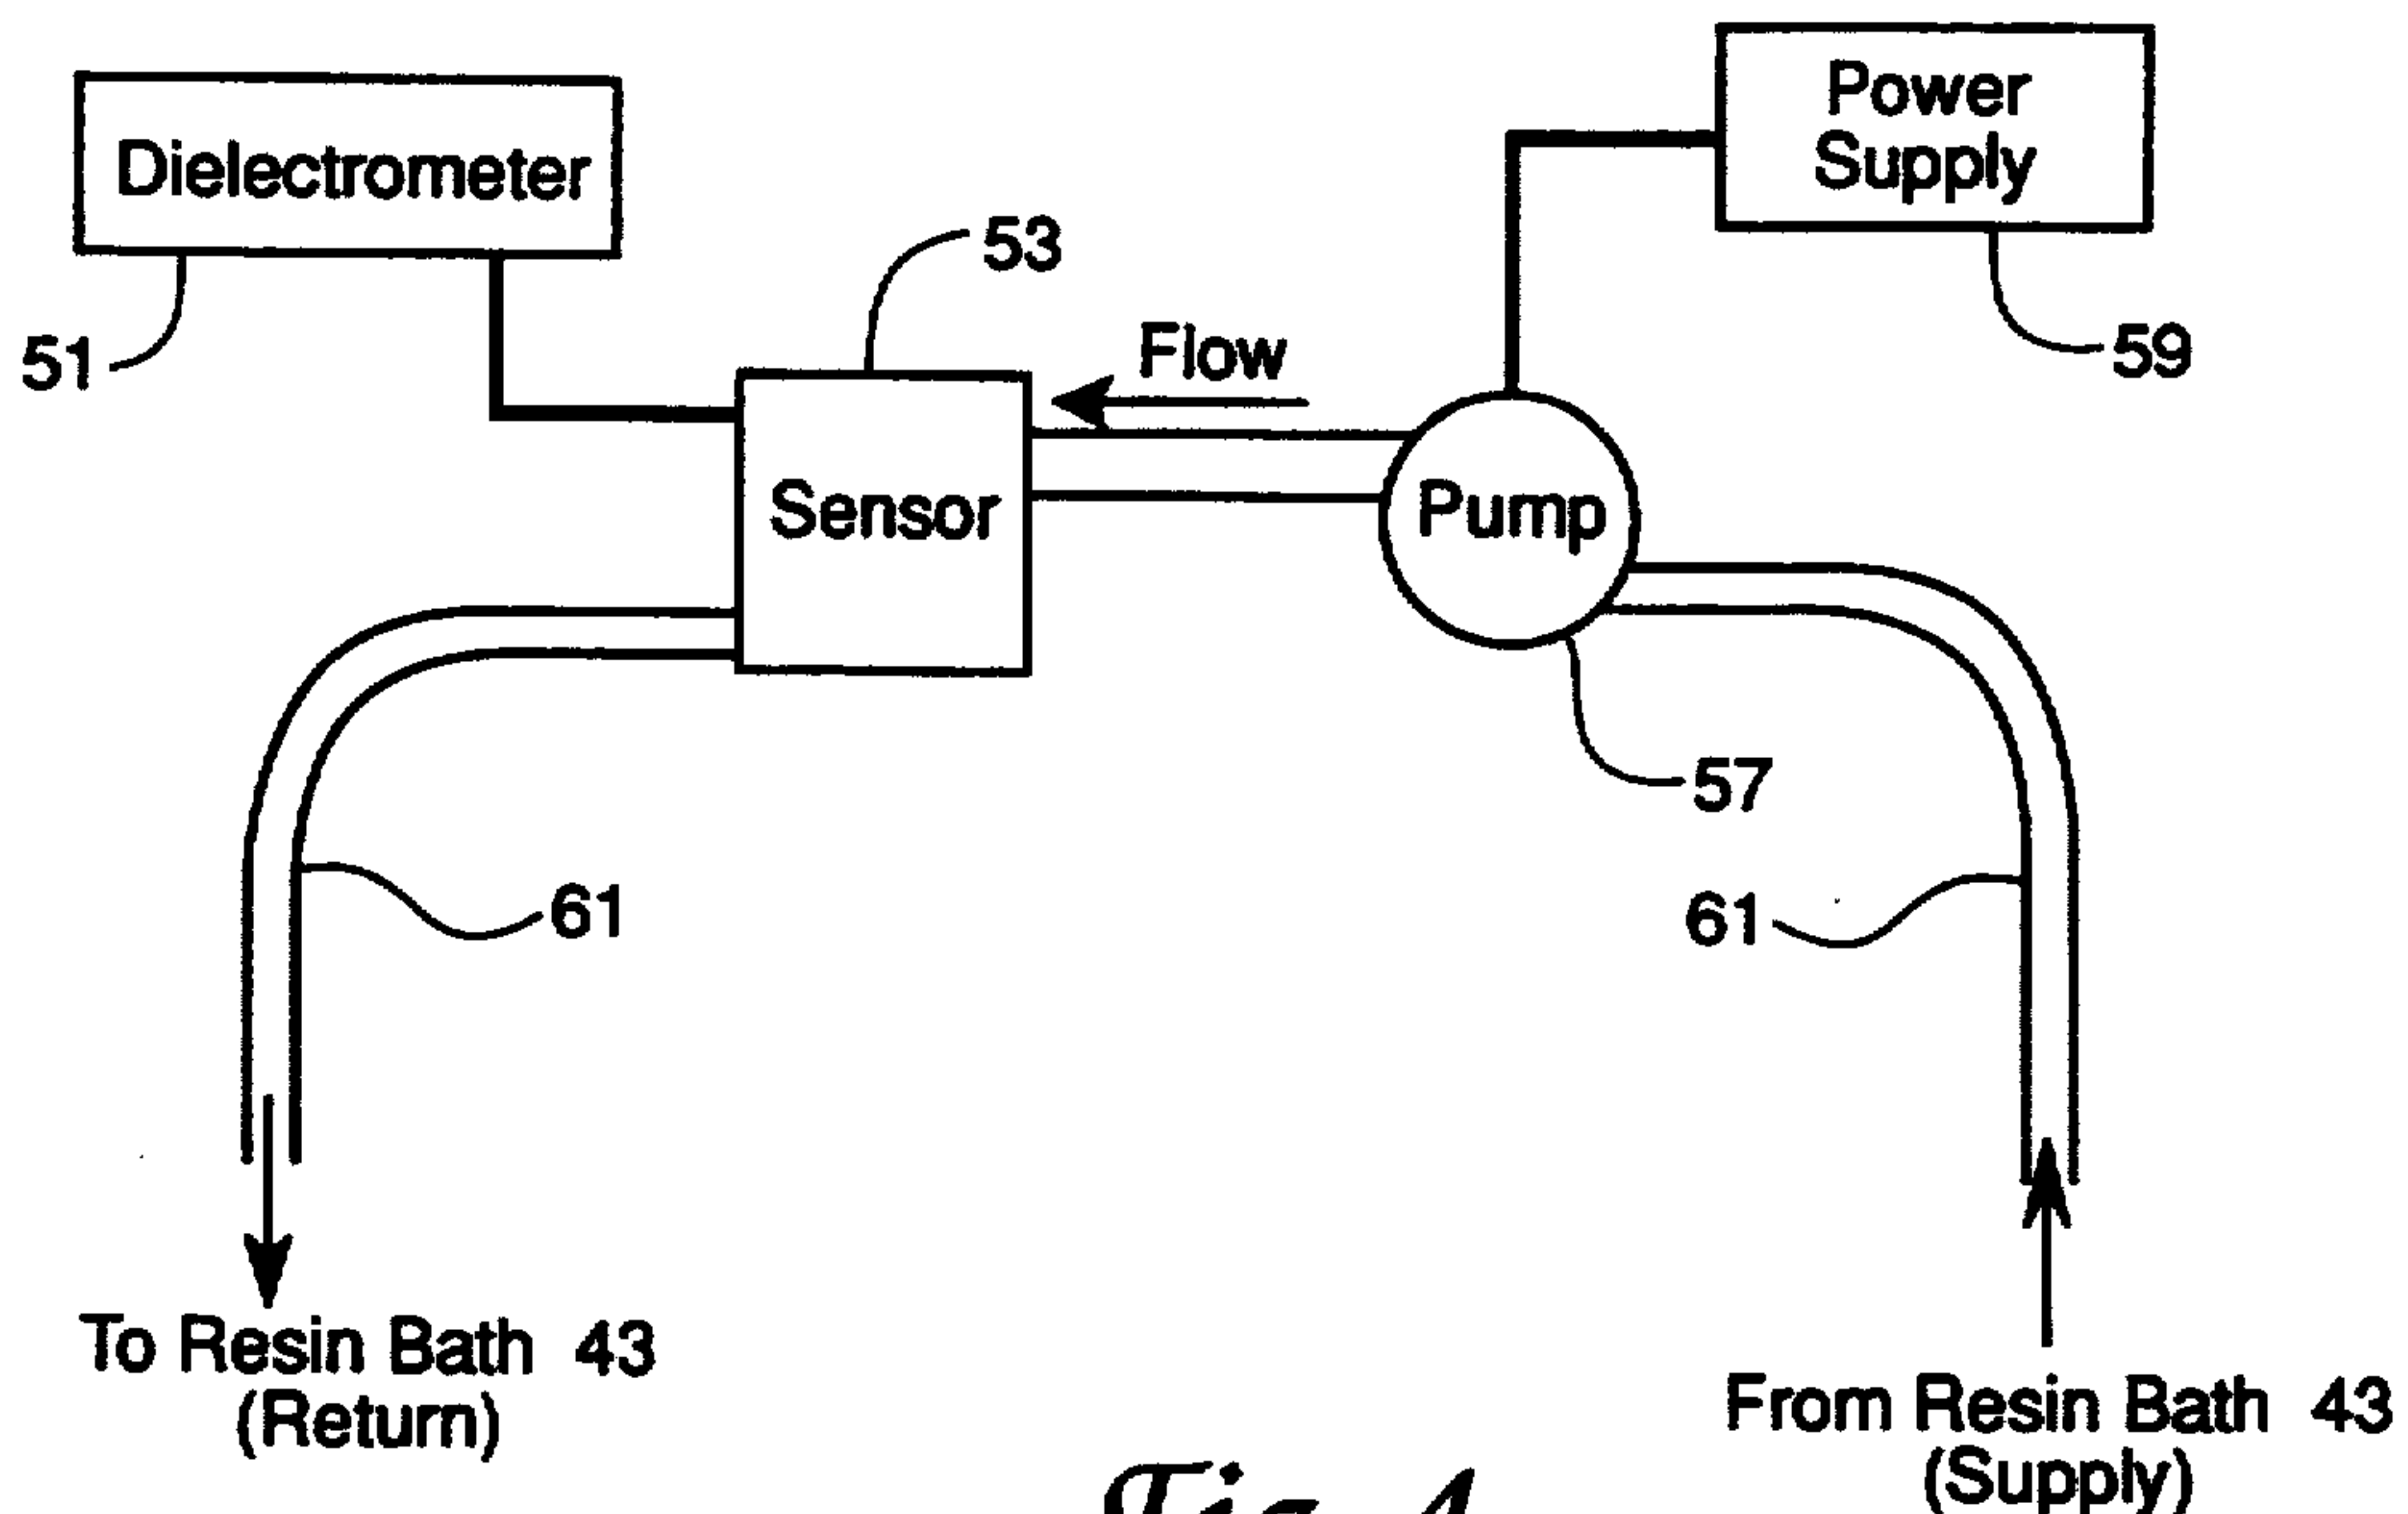 Power
Supply
Dielectrometer
53
Flow
51
59
Sensor
Pump
57
61
61
To Resin Bath 43
(Return)
From Resin Bath 43
(Supply)